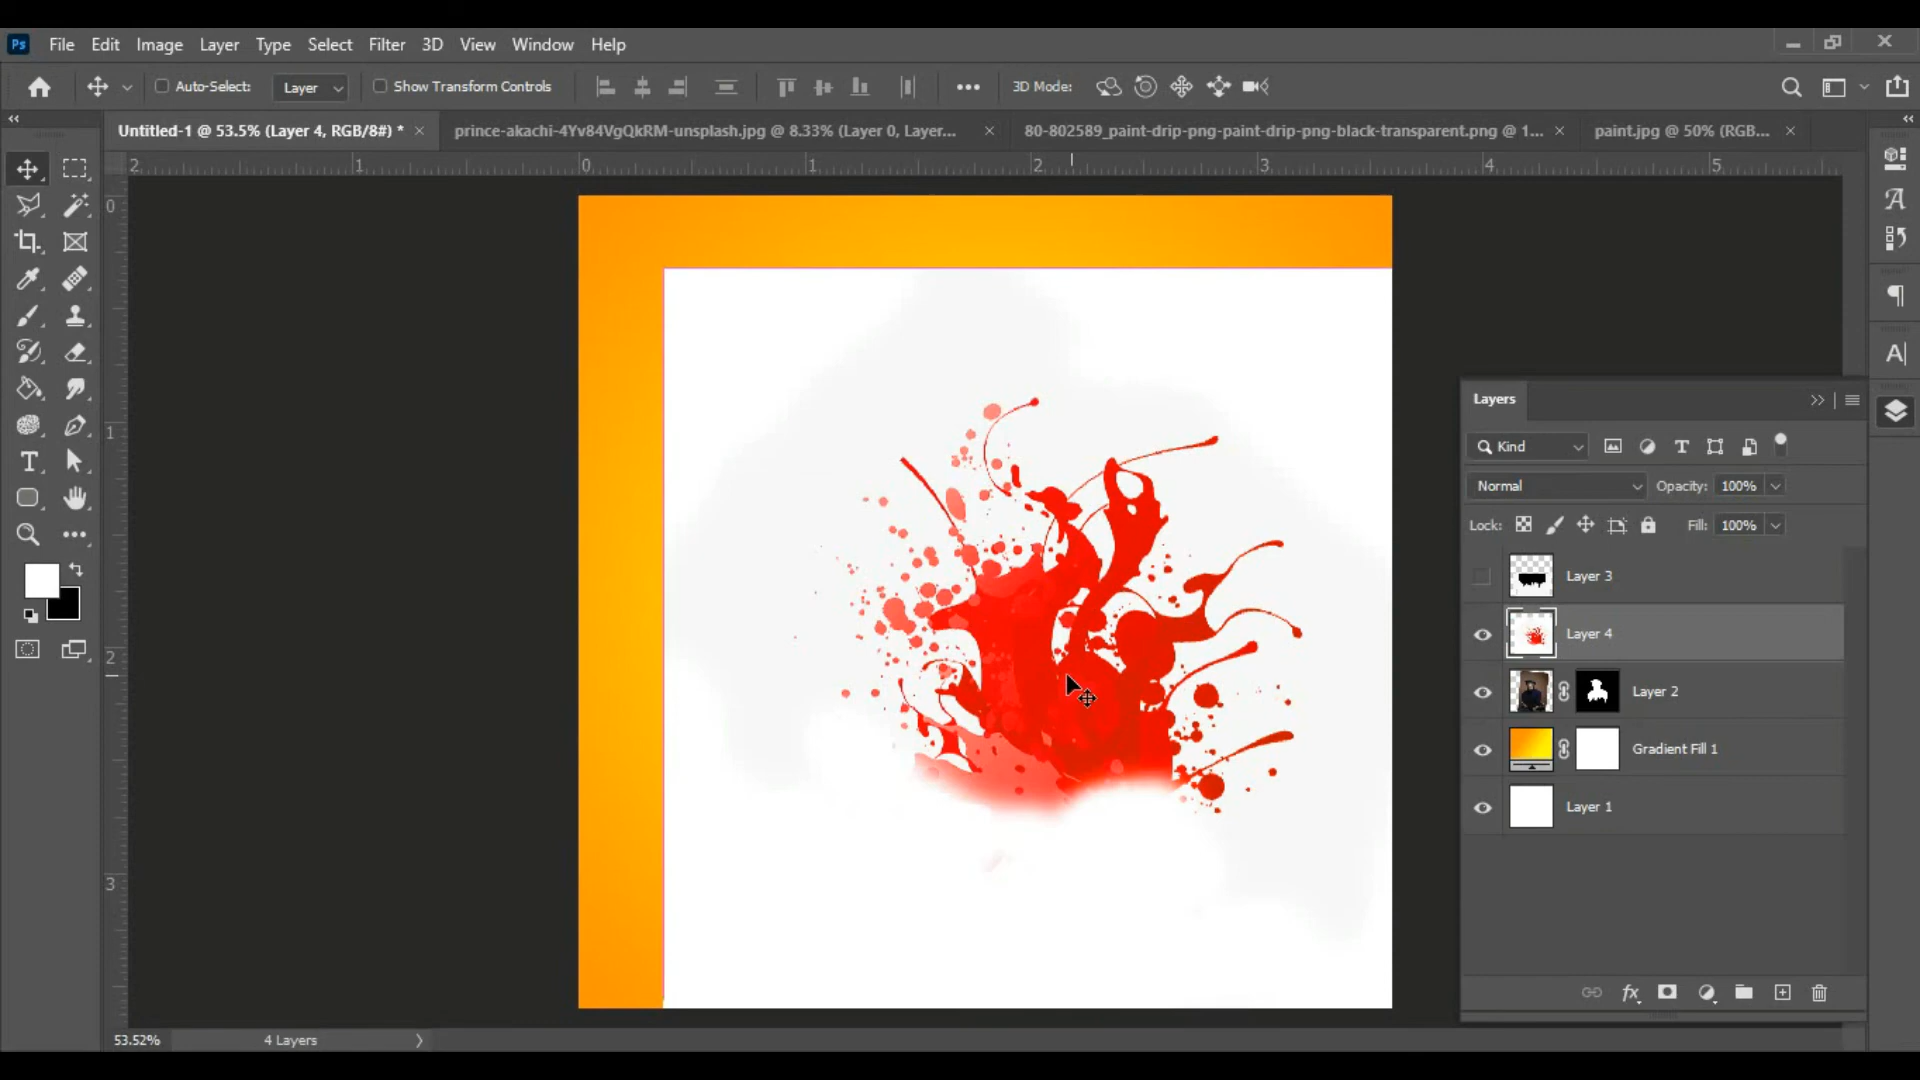 Ps File Edit Image Layer Type Select Filter 3D View Window Help
Auto-Select: Layer Show Transform Controls 3D Mode:
Untitled-1 @ 53.5% (Layer 4, RGB/8#) * prince-akachi-4Yv84VgQkRM-unsplash.jpg @ 8.33% (Layer 0, Layer... 80-802589_paint-drip-png-paint-drip-png-black-transparent.png @ 1... paint.jpg @ 50% (RGB...
2 1 0 1 2 3 4 5
0
1
2
3
Layers
Kind
Normal Opacity: 100%
Lock: Fill: 100%
Layer 3
Layer 4
Layer 2
Gradient Fill 1
Layer 1
fx
53.52% 4 Layers